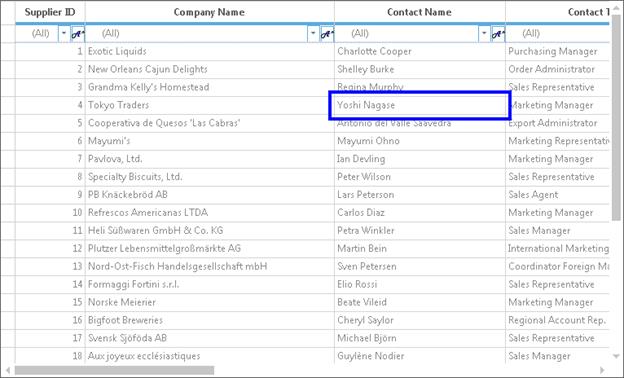 Supplier ID Company Name Contact Name Contact T
(All) (All) (All) (All)
1 Exotic Liquids Charlotte Cooper Purchasing Manager
2 New Orleans Cajun Delights Shelley Burke Order Administrator
3 Grandma Kelly's Homestead Regina Murphy Sales Representative
4 Tokyo Traders Yoshi Nagase Marketing Manager
5 Cooperativa de Quesos 'Las Cabras' Antonio del Valle Saavedra Export Administrator
6 Mayumi's Mayumi Ohno Marketing Representative
7 Pavlova, Ltd. Ian Devling Marketing Manager
8 Specialty Biscuits, Ltd. Peter Wilson Sales Representative
9 PB Knäckebröd AB Lars Peterson Sales Agent
10 Refrescos Americanas LTDA Carlos Diaz Marketing Manager
11 Heli Süßwaren GmbH & Co. KG Petra Winkler Sales Manager
12 Plutzer Lebensmittelgroßmärkte AG Martin Bein International Marketing
13 Nord-Ost-Fisch Handelsgesellschaft mbH Sven Petersen Coordinator Foreign Ma
14 Formaggi Fortini s.r.l. Elio Rossi Sales Representative
15 Norske Meierier Beate Vileid Marketing Manager
16 Bigfoot Breweries Cheryl Saylor Regional Account Rep.
17 Svensk Sjöföda AB Michael Björn Sales Representative
18 Aux joyeux ecclésiastiques Guylène Nodier Sales Manager